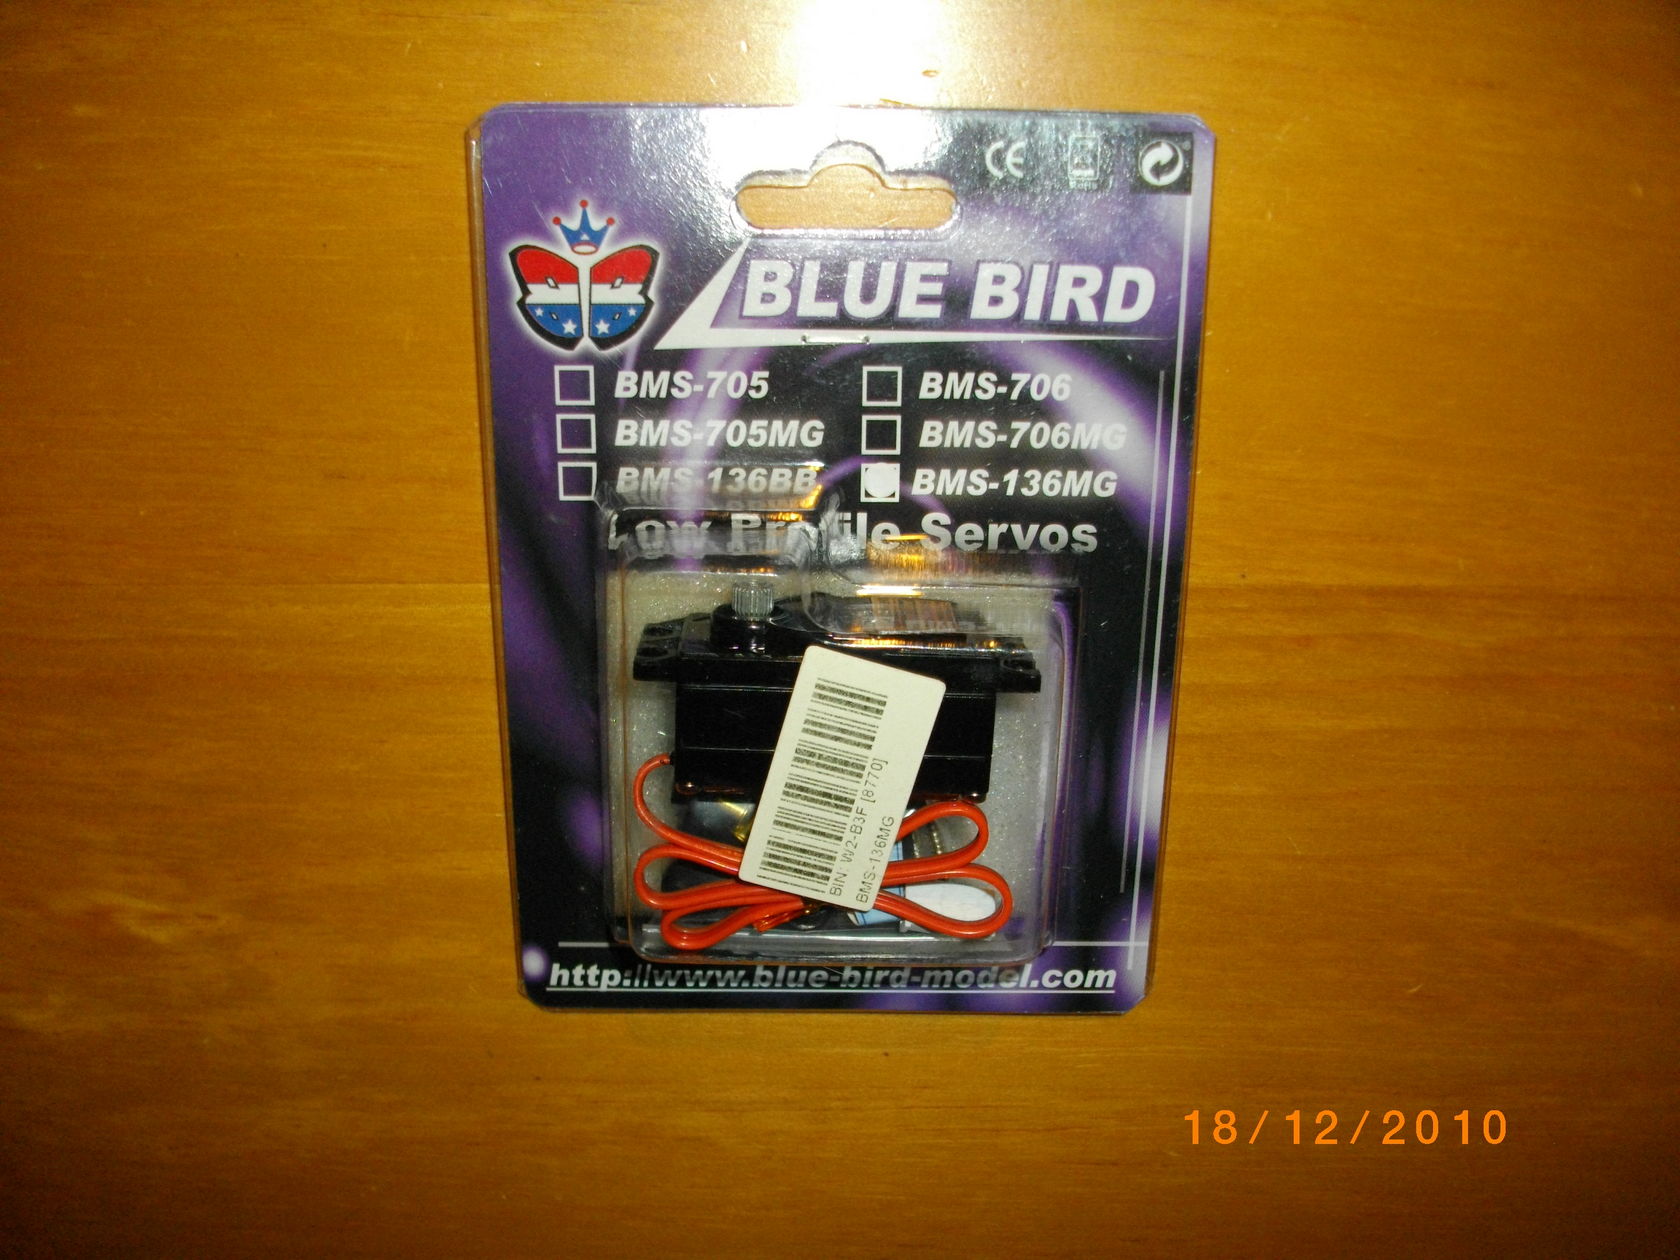 CE
RoHS
BLUE BIRD
BMS-705
BMS-706
BMS-705MG
BMS-706MG
BMS-136BB
BMS-136MG
Low Profile Servos
BIN: W2-B3F [8770]
BMS-136MG
http://www.blue-bird-model.com
18/12/2010